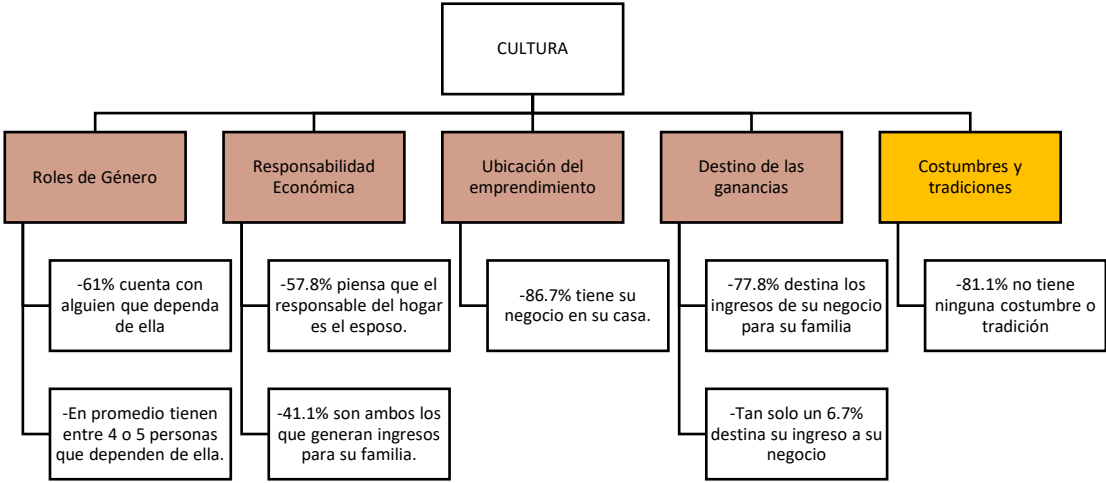 CULTURA
Roles de Género
Responsabilidad
Económica
Ubicación del
emprendimiento
Destino de las
ganancias
Costumbres y
tradiciones
-61% cuenta con
alguien que dependa
de ella
-57.8% piensa que el
responsable del hogar
es el esposo.
-86.7% tiene su
negocio en su casa.
-77.8% destina los
ingresos de su negocio
para su familia
-81.1% no tiene
ninguna costumbre o
tradición
-En promedio tienen
entre 4 o 5 personas
que dependen de ella.
-41.1% son ambos los
que generan ingresos
para su familia.
-Tan solo un 6.7%
destina su ingreso a su
negocio